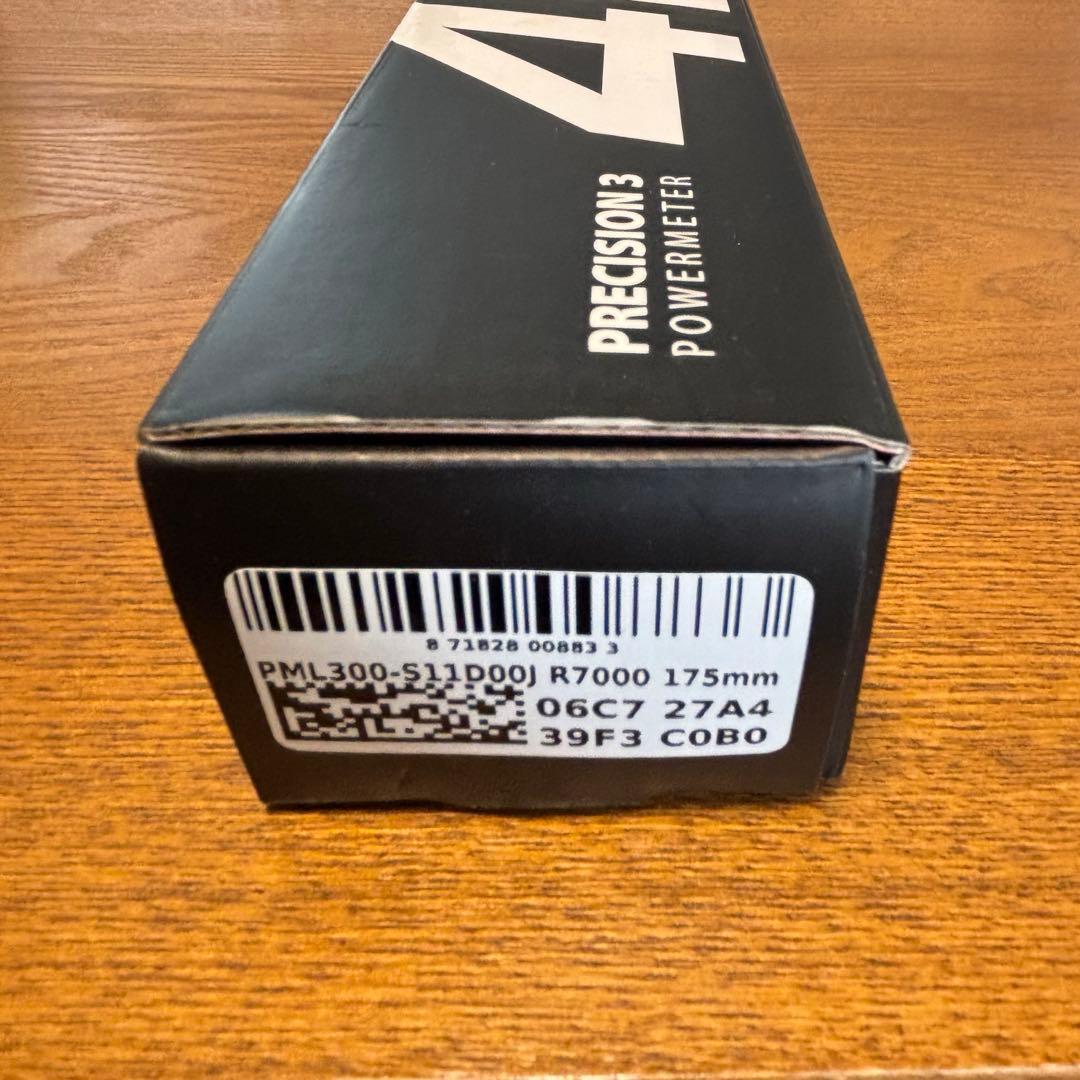 4
PRECISION 3
POWERMETER
8 71828 00883 3
PML300-S11D00J R7000 175mm
06C7 27A4
39F3 C0B0